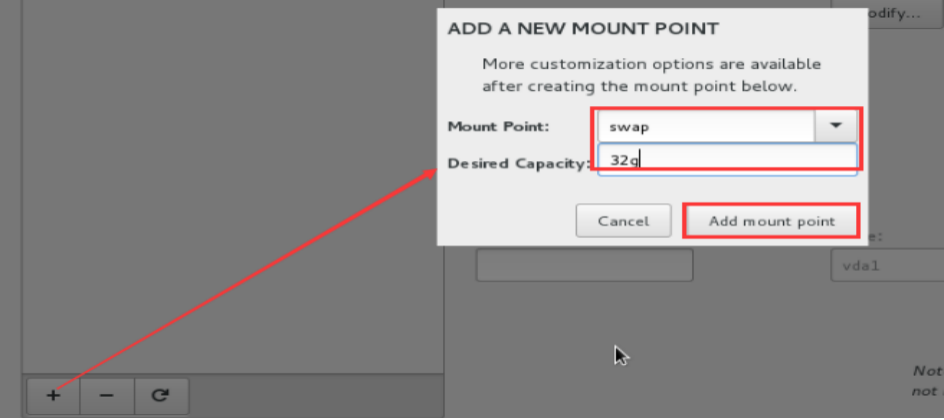 odify...
ADD A NEW MOUNT POINT
More customization options are available
after creating the mount point below.
Mount Point:
swap
Desired Capacity:
32g
Cancel
Add mount point
e:
vda1
Not
not
+
−